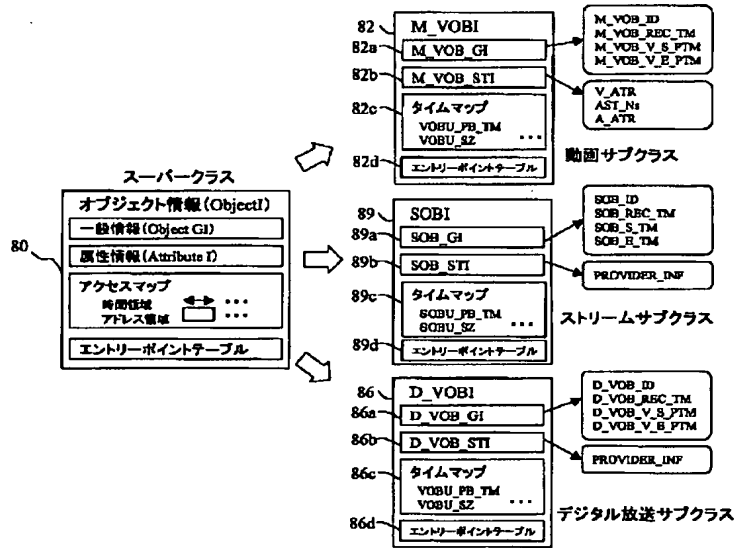 スーパークラス
80
オブジェクト情報(ObjectI)
一般情報(Object GI)
属性情報(Attribute I)
アクセスマップ
時間領域 •••
アドレス領域 •••
エントリーポイントテーブル
82 M_VOBI
82a M_VOB_GI
82b M_VOB_STI
82c タイムマップ
VOBU_PB_TM
VOBU_SZ •••
82d エントリーポイントテーブル
M_VOB_ID
M_VOB_REC_TM
M_VOB_V_S_PTM
M_VOB_V_E_PTM
V_ATR
AST_Ns
A_ATR
動画サブクラス
89 SOBI
89a SOB_GI
89b SOB_STI
89c タイムマップ
SOBU_PB_TM
SOBU_SZ •••
89d エントリーポイントテーブル
SOB_ID
SOB_REC_TM
SOB_S_TM
SOB_E_TM
PROVIDER_INF
ストリームサブクラス
86 D_VOBI
86a D_VOB_GI
86b D_VOB_STI
86c タイムマップ
VOBU_PB_TM
VOBU_SZ •••
86d エントリーポイントテーブル
D_VOB_ID
D_VOB_REC_TM
D_VOB_V_S_PTM
D_VOB_V_E_PTM
PROVIDER_INF
デジタル放送サブクラス